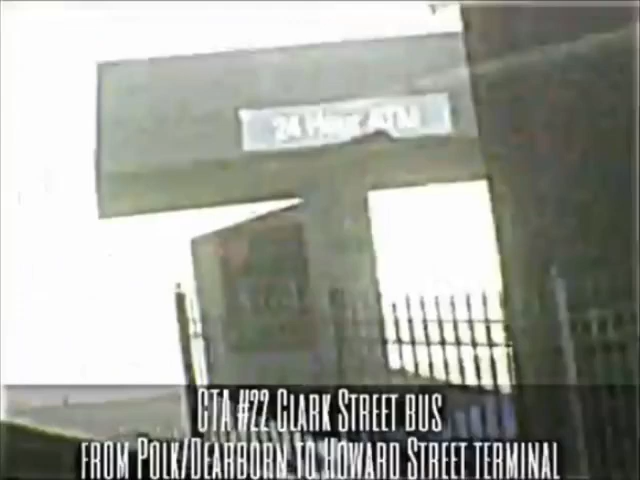 24 Hour ATM
CTA #22 Clark Street bus
from Polk/Dearborn to Howard Street terminal